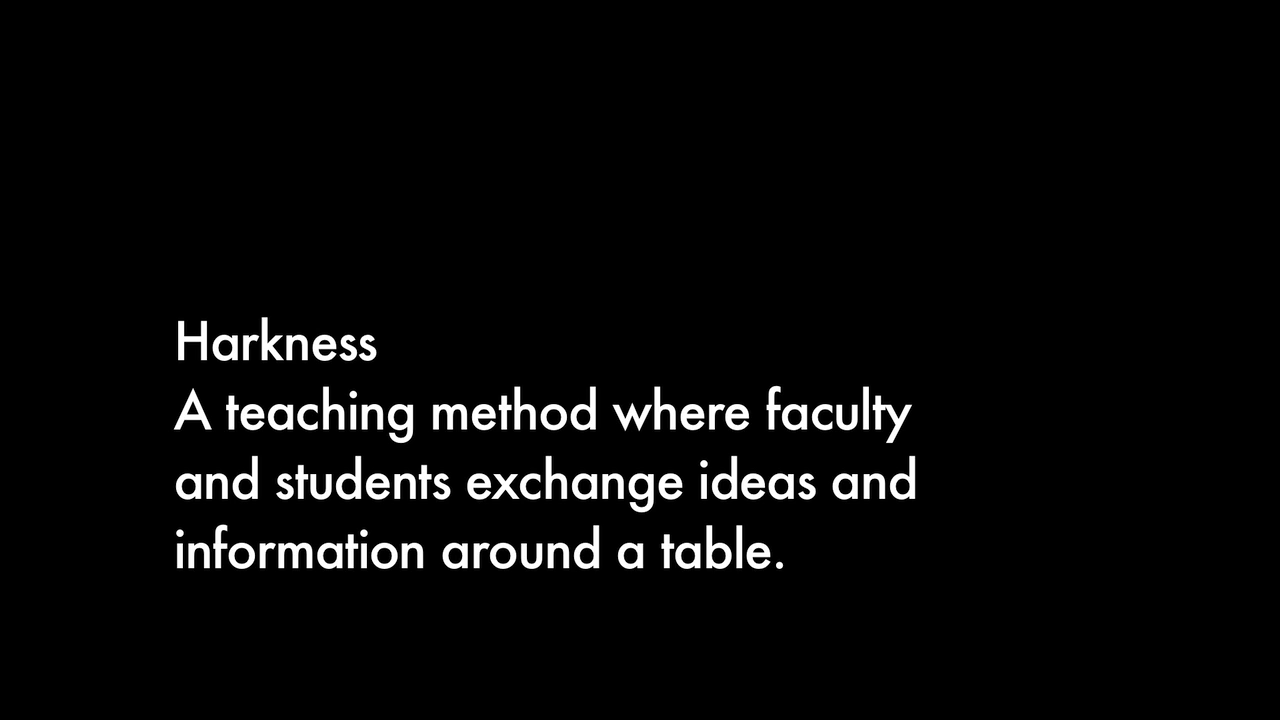 Harkness
A teaching method where faculty
and students exchange ideas and
information around a table.